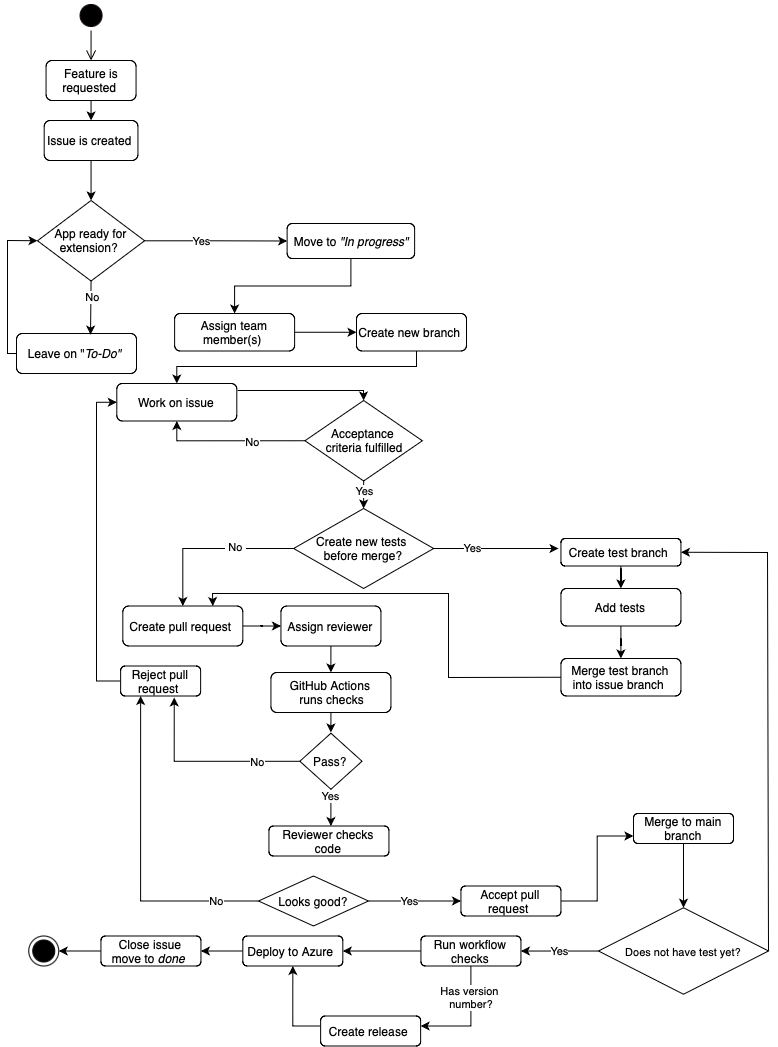 Feature is
requested
Issue is created
App ready for
extension?
Yes
Move to "In progress"
No
Leave on "To-Do"
Assign team
member(s)
Create new branch
Work on issue
Acceptance
criteria fulfilled
No
Yes
Create new tests
before merge?
No
Yes
Create test branch
Add tests
Merge test branch
into issue branch
Create pull request
Assign reviewer
Reject pull
request
GitHub Actions
runs checks
Pass?
No
Yes
Reviewer checks
code
Merge to main
branch
Looks good?
No
Yes
Accept pull
request
Does not have test yet?
Yes
Run workflow
checks
Deploy to Azure
Close issue
move to done
Has version
number?
Create release